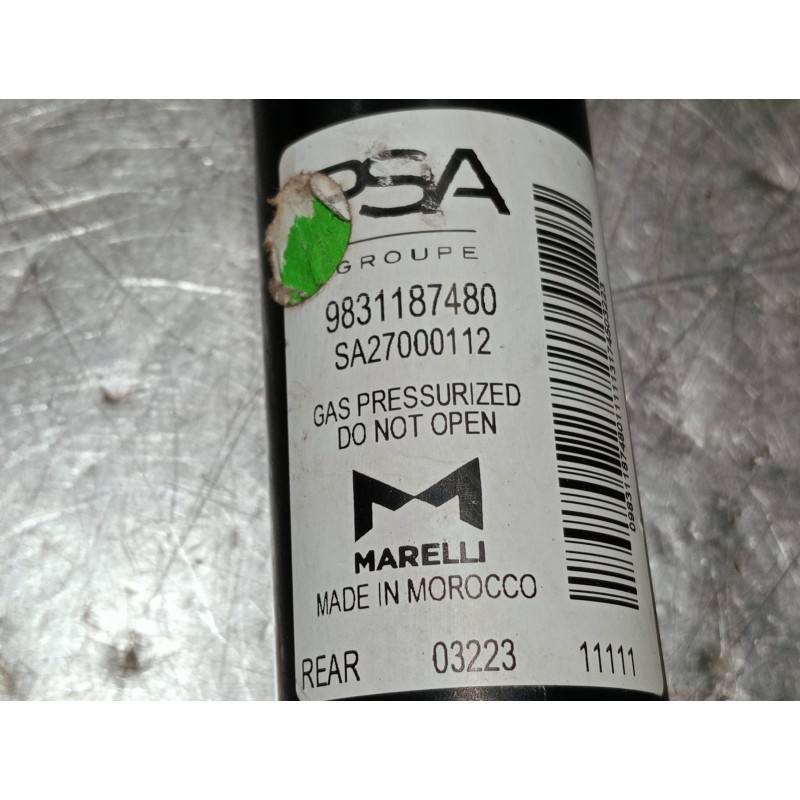 PSA
GROUPE
9831187480
SA27000112
GAS PRESSURIZED
DO NOT OPEN
MARELLI
MADE IN MOROCCO
REAR 03223 11111